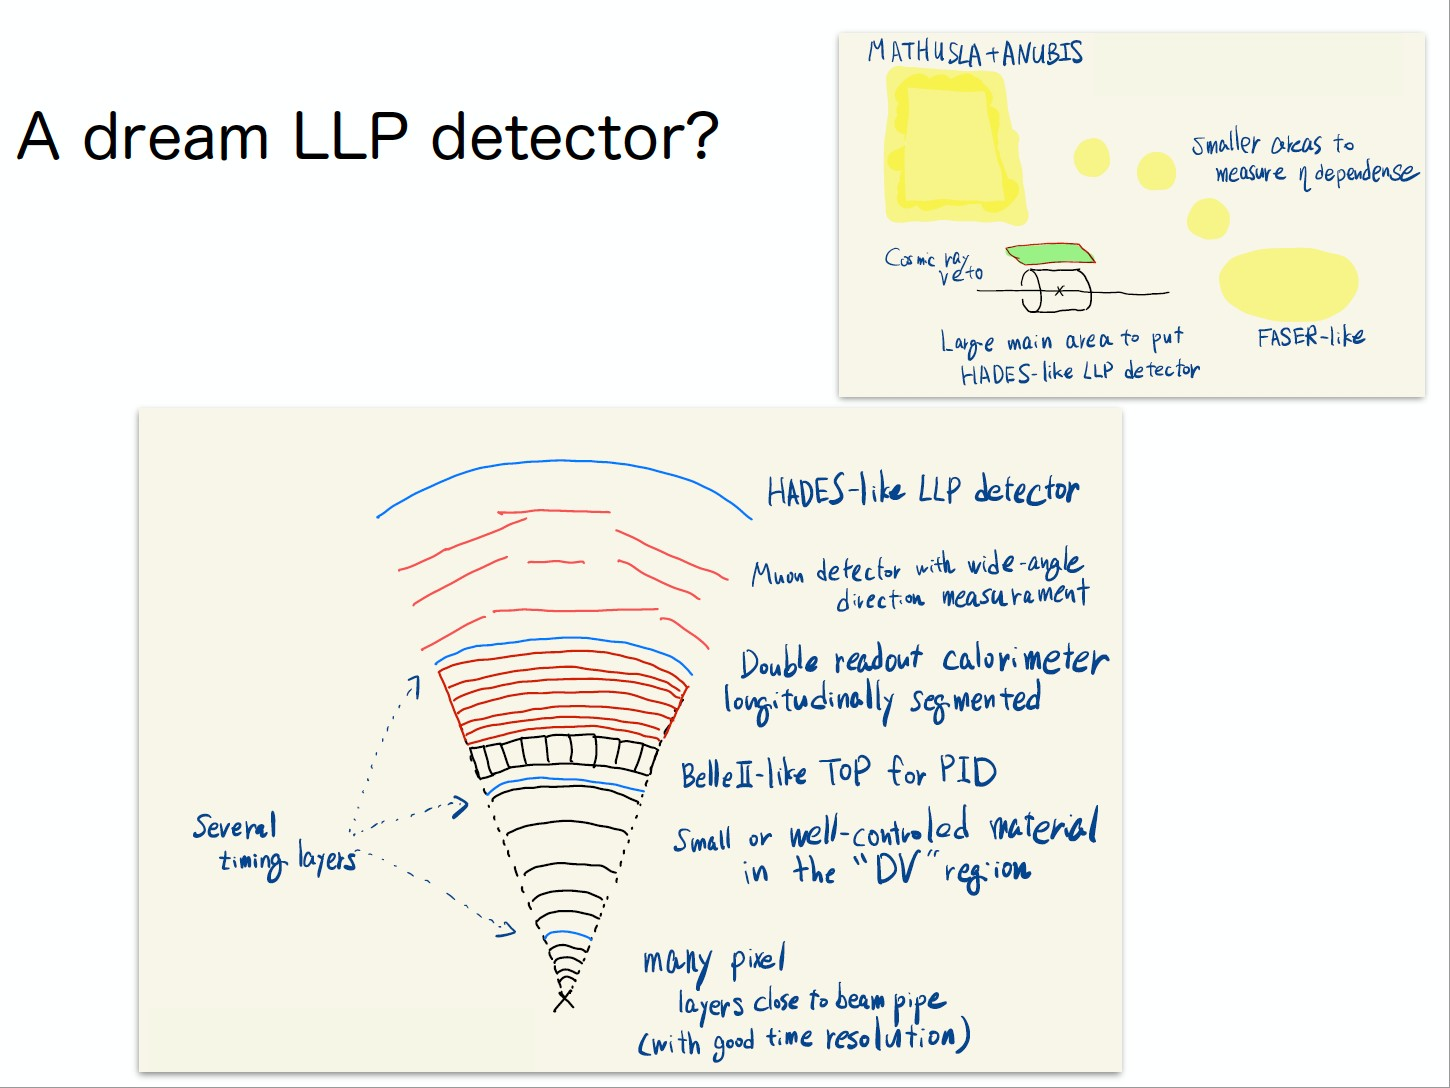 A dream LLP detector?
MATHUSLA+ANUBIS
Smaller areas to
measure η dependense
Cosmic ray
veto
Large main area to put
HADES-like LLP detector
FASER-like
HADES-like LLP detector
Muon detector with wide-angle
direction measurament
Double readout calorimeter
longitudinally segmented
Belle II-like TOP for PID
Several
timing layers
Small or well-controled material
in the "DV" region
many pixel
layers close to beam pipe
(with good time resolution)